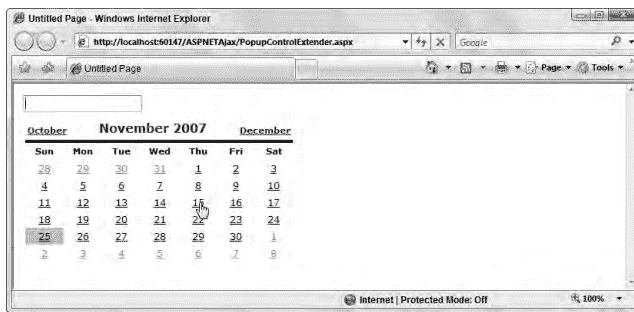 Untitled Page - Windows Internet Explorer
http://localhost:60147/ASPNETAjax/PopupControlExtender.aspx
Google
Untitled Page
Page
Tools
October November 2007 December
Sun Mon Tue Wed Thu Fri Sat
28 29 30 31 1 2 3
4 5 6 7 8 9 10
11 12 13 14 15 16 17
18 19 20 21 22 23 24
25 26 27 28 29 30 1
2 3 4 5 6 7 8
Internet | Protected Mode: Off
100%